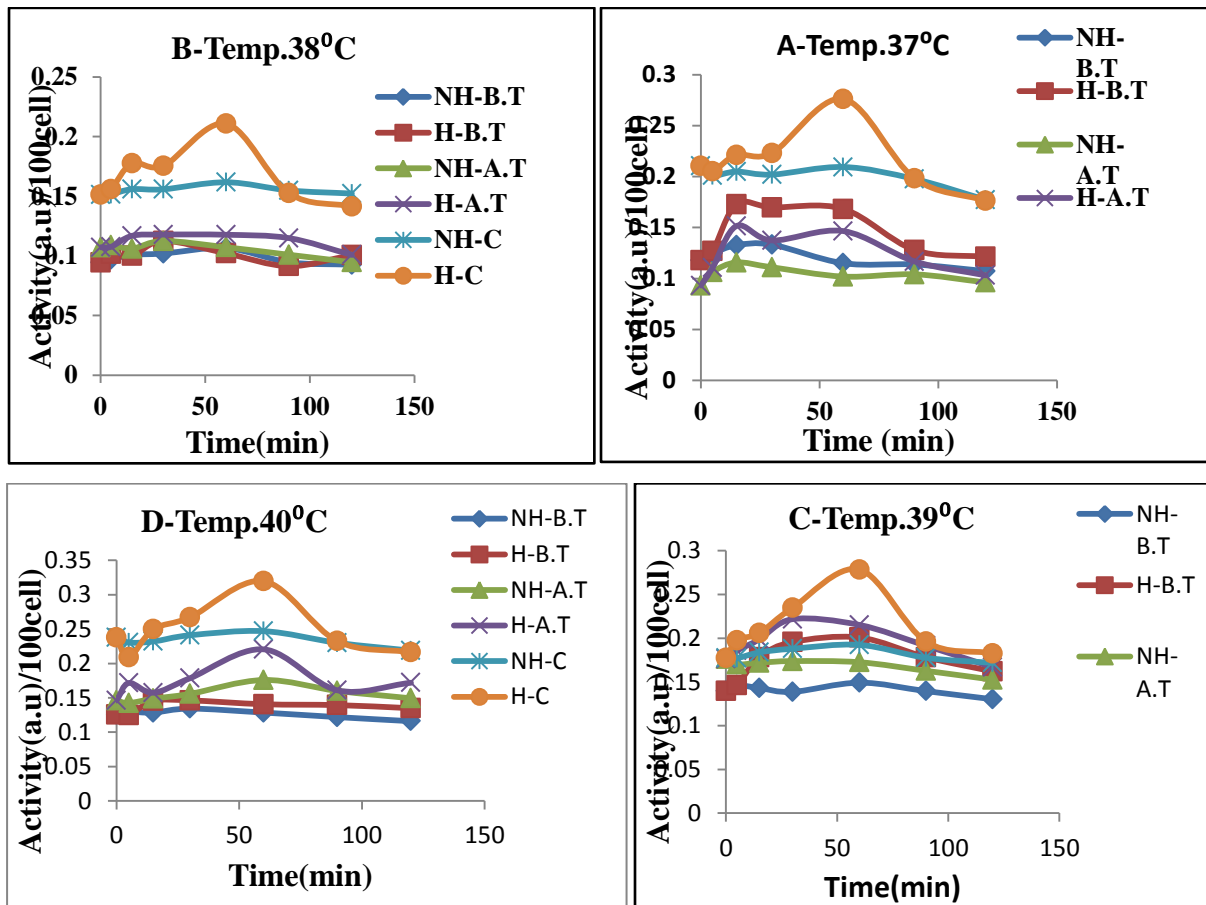 B-Temp.38⁰C
Activity(a.u)/100cell)
0.25
0.2
0.15
0.1
0.05
0
0 50 100 150
Time(min)
NH-B.T
H-B.T
NH-A.T
H-A.T
NH-C
H-C
A-Temp.37⁰C
Activity(a.u)/100cell)
0.3
0.25
0.2
0.15
0.1
0.05
0
0 50 100 150
Time (min)
NH-
B.T
H-B.T
NH-
A.T
H-A.T
D-Temp.40⁰C
Activity(a.u)/100cell)
0.35
0.3
0.25
0.2
0.15
0.1
0.05
0
0 50 100 150
Time(min)
NH-B.T
H-B.T
NH-A.T
H-A.T
NH-C
H-C
C-Temp.39⁰C
Activity(a.u)/100cell)
0.3
0.25
0.2
0.15
0.1
0.05
0
0 50 100 150
Time(min)
NH-
B.T
H-B.T
NH-
A.T